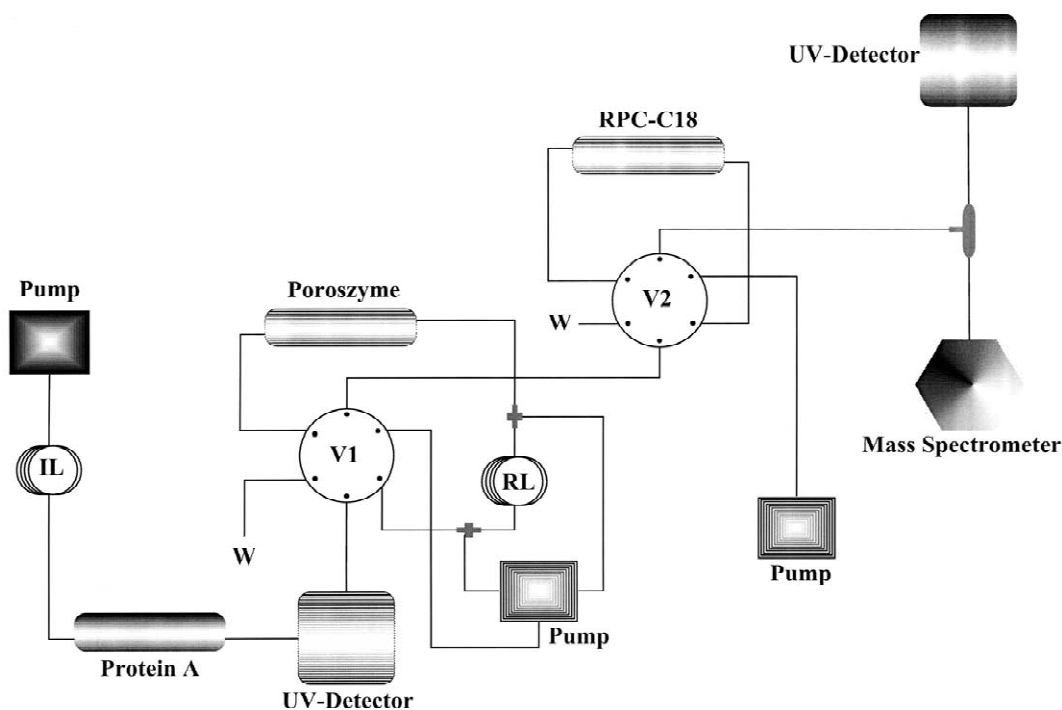 UV-Detector
RPC-C18
Pump
Poroszyme
V2
W
Mass Spectrometer
IL
V1
RL
W
Pump
Pump
Protein A
UV-Detector